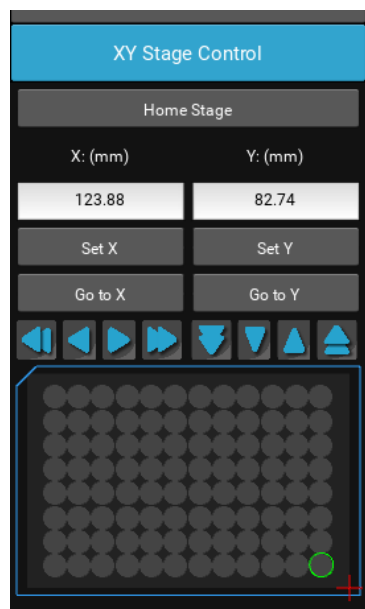 XY Stage Control
Home Stage
X: (mm) Y: (mm)
123.88 82.74
Set X Set Y
Go to X Go to Y